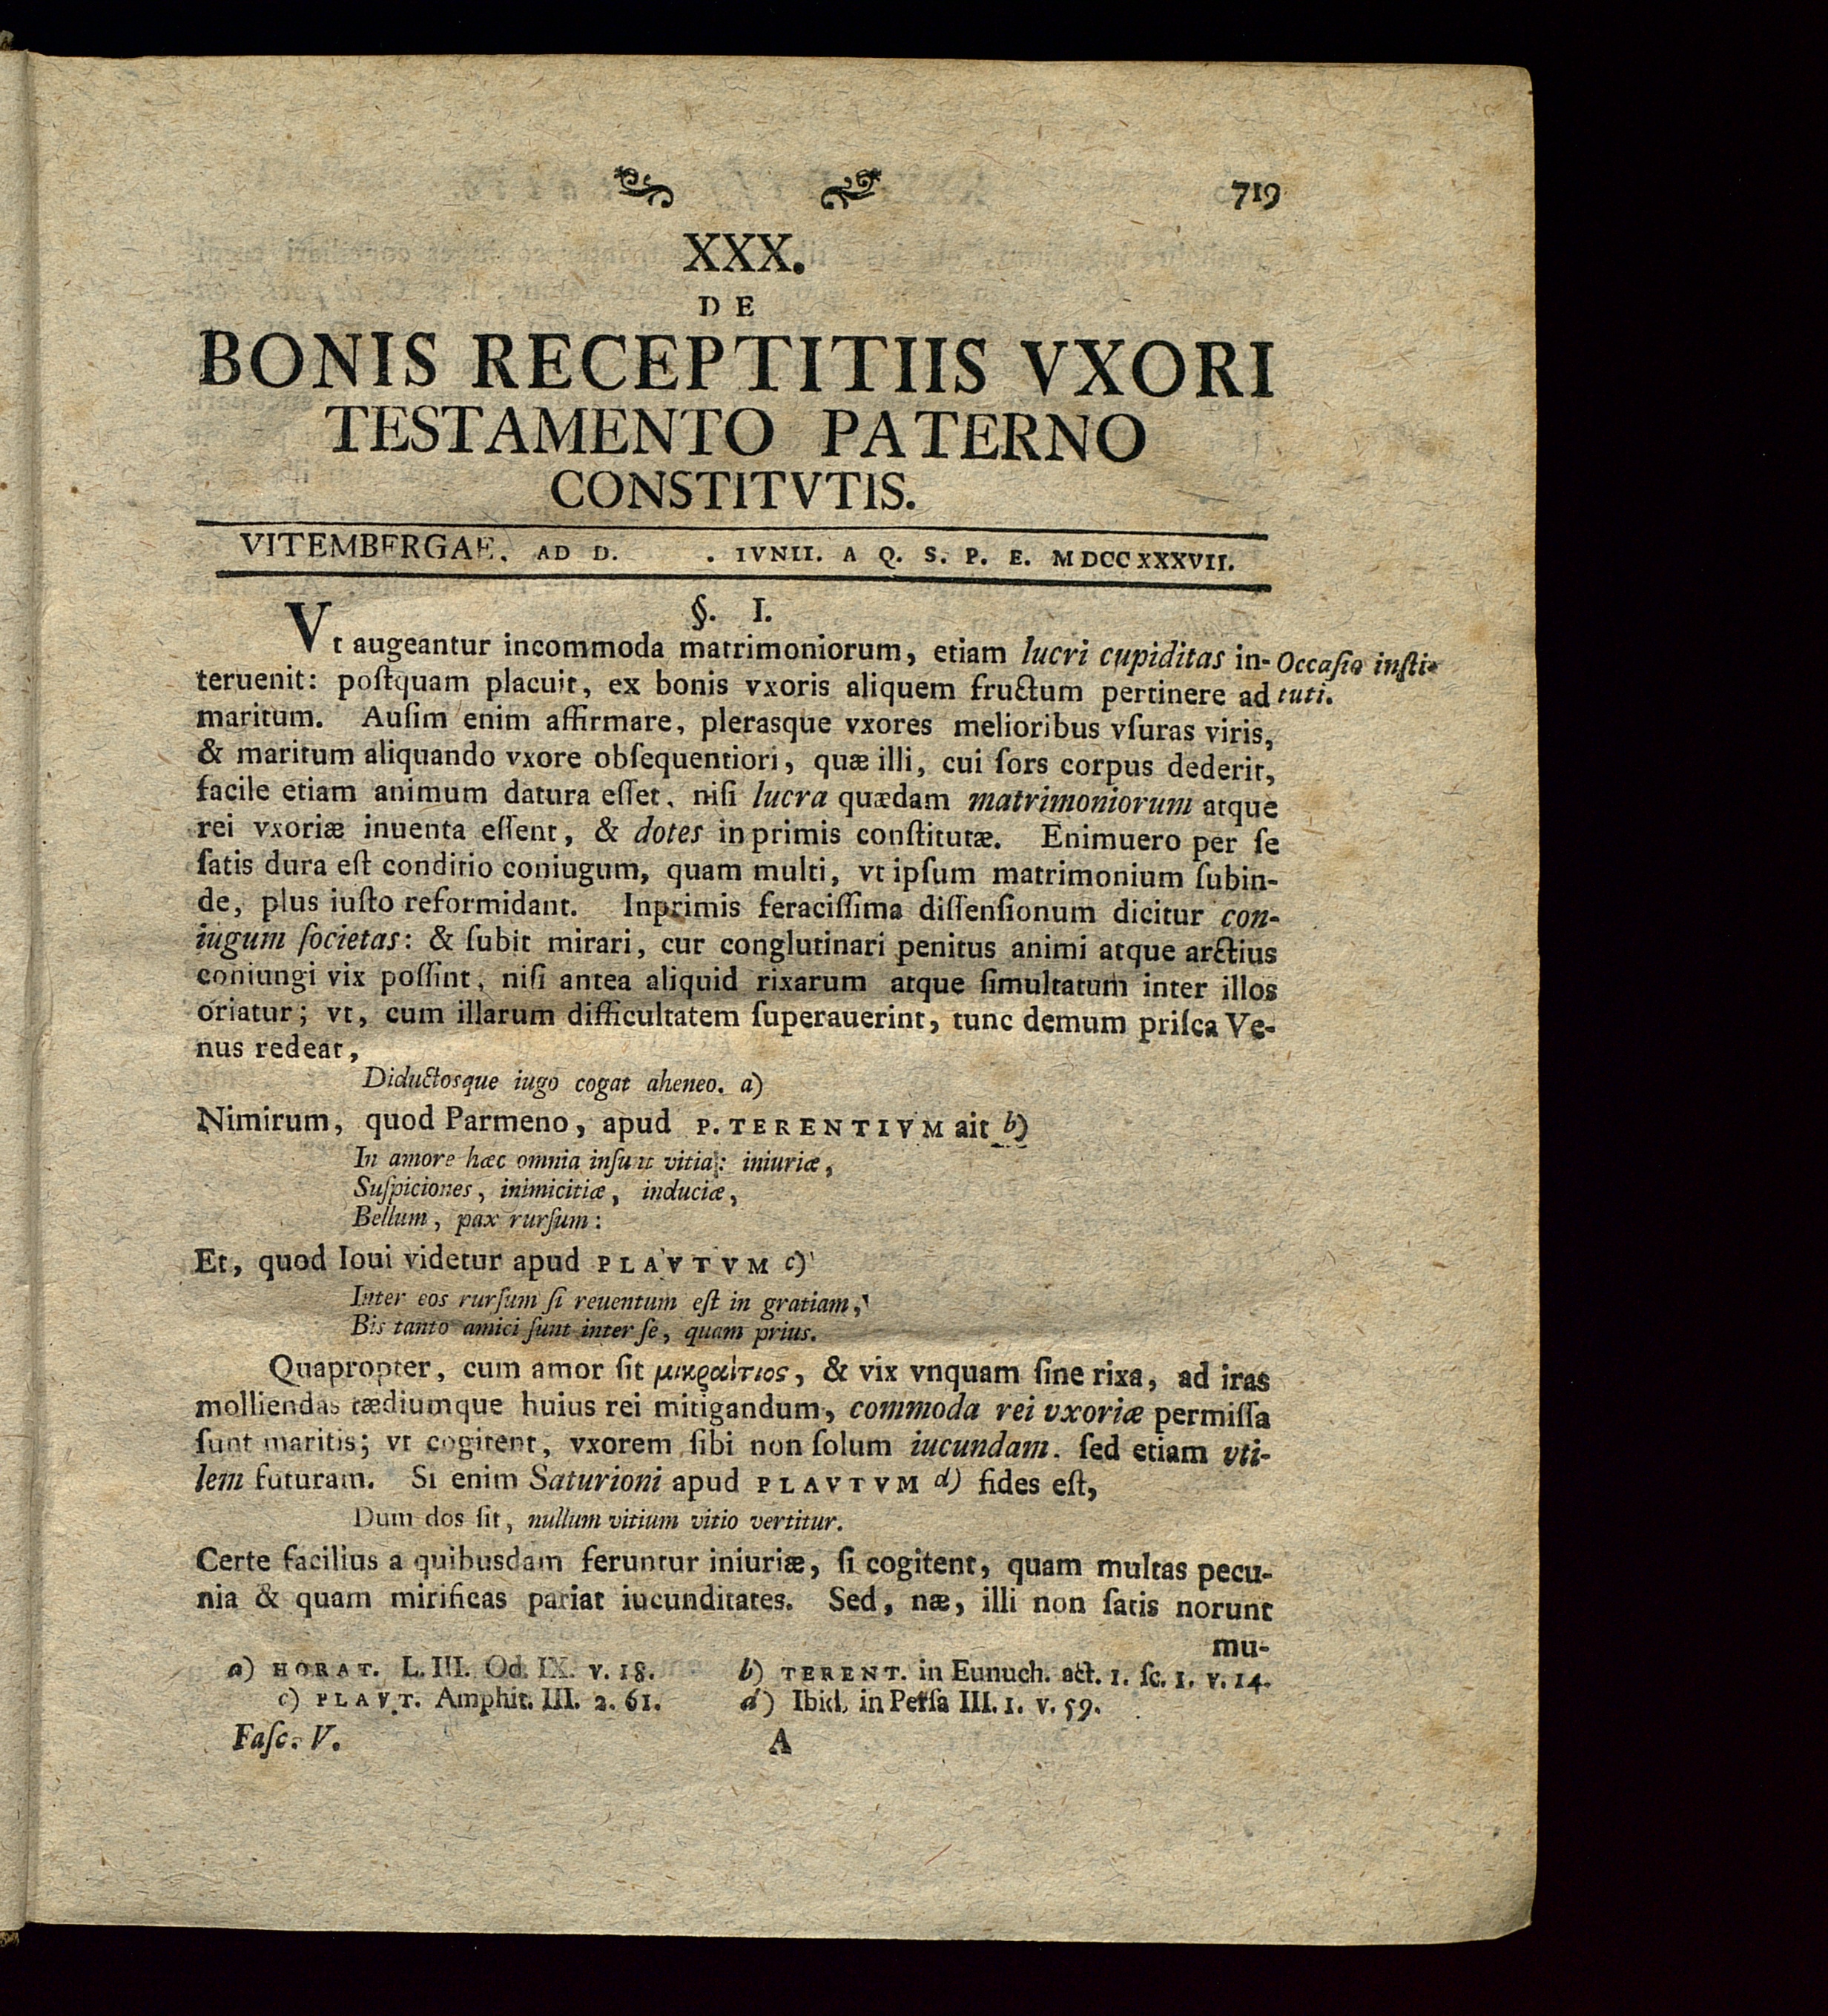 719
XXX.
DE
BONIS RECEPTITIIS VXORI
TESTAMENTO PATERNO
CONSTITVTIS.
VITEMBERGAE. AD D. . IVNII. A Q. S. P. E. MDCCXXXVII.
§. I.
Vt augeantur incommoda matrimoniorum, etiam lucri cupiditas in-
Occaſio inſti-
teruenit: poſtquam placuit, ex bonis vxoris aliquem fructum pertinere ad
tuti.
maritum. Auſim enim affirmare, plerasque vxores melioribus vſuras viris,
& maritum aliquando vxore obſequentiori, quæ illi, cui ſors corpus dederit,
facile etiam animum datura eſſet, niſi lucra quædam matrimoniorum atque
rei vxoriæ inuenta eſſent, & dotes inprimis conſtitutæ. Enimuero per ſe
ſatis dura eſt conditio coniugum, quam multi, vt ipſum matrimonium ſubin-
de, plus iuſto reformidant. Inprimis feraciſſima diſſenſionum dicitur con-
iugum ſocietas: & ſubit mirari, cur conglutinari penitus animi atque arctius
coniungi vix poſſint, niſi antea aliquid rixarum atque ſimultatum inter illos
oriatur; vt, cum illarum difficultatem ſuperauerint, tunc demum priſca Ve-
nus redeat,
Diductosque iugo cogat aheneo. a)
Nimirum, quod Parmeno, apud P. TERENTIVM ait b)
In amore hæc omnia inſunt vitia: iniuriæ,
Suſpiciones, inimicitiæ, induciæ,
Bellum, pax rurſum:
Et, quod Ioui videtur apud PLAVTVM c)
Inter eos rurſum ſi reuentum eſt in gratiam,
Bis tanto amici ſunt inter ſe, quam prius.
Quapropter, cum amor ſit μικραίτιος, & vix vnquam ſine rixa, ad iras
molliendas tædiumque huius rei mitigandum, commoda rei vxoriæ permiſſa
ſunt maritis; vt cogitent, vxorem ſibi non ſolum iucundam, ſed etiam vti-
lem futuram. Si enim Saturioni apud PLAVTVM d) fides eſt,
Dum dos ſit, nullum vitium vitio vertitur.
Certe facilius a quibusdam feruntur iniuriæ, ſi cogitent, quam multas pecu-
nia & quam mirificas pariat iucunditates. Sed, næ, illi non ſatis norunt
mu-
a) HORAT. L. III. Od. IX. v. 18. b) TERENT. in Eunuch. act. 1. ſc. 1. v. 14.
c) PLAVT. Amphit. III. 2. 61. d) Ibid. in Perſa III. 1. v. 59.
Faſc. V. A